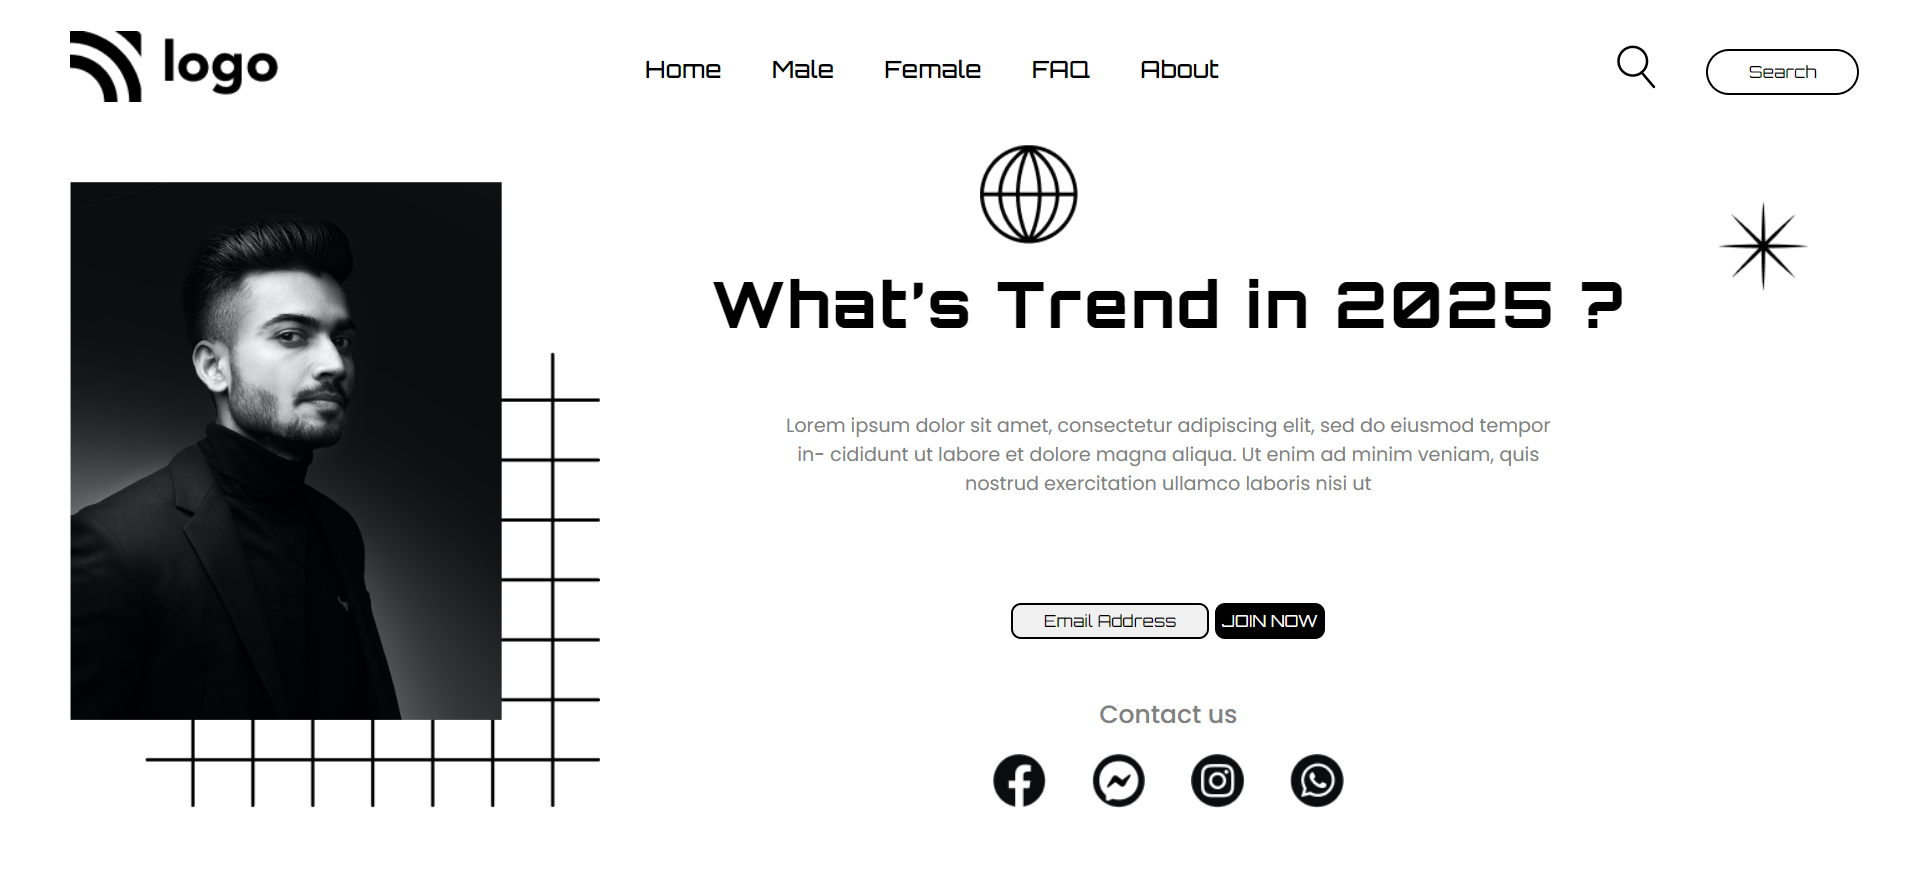 logo
Home Male Female FAQ About
Search
What's Trend in 2025 ?
Lorem ipsum dolor sit amet, consectetur adipiscing elit, sed do eiusmod tempor
in- cididunt ut labore et dolore magna aliqua. Ut enim ad minim veniam, quis
nostrud exercitation ullamco laboris nisi ut
Email Address JOIN NOW
Contact us